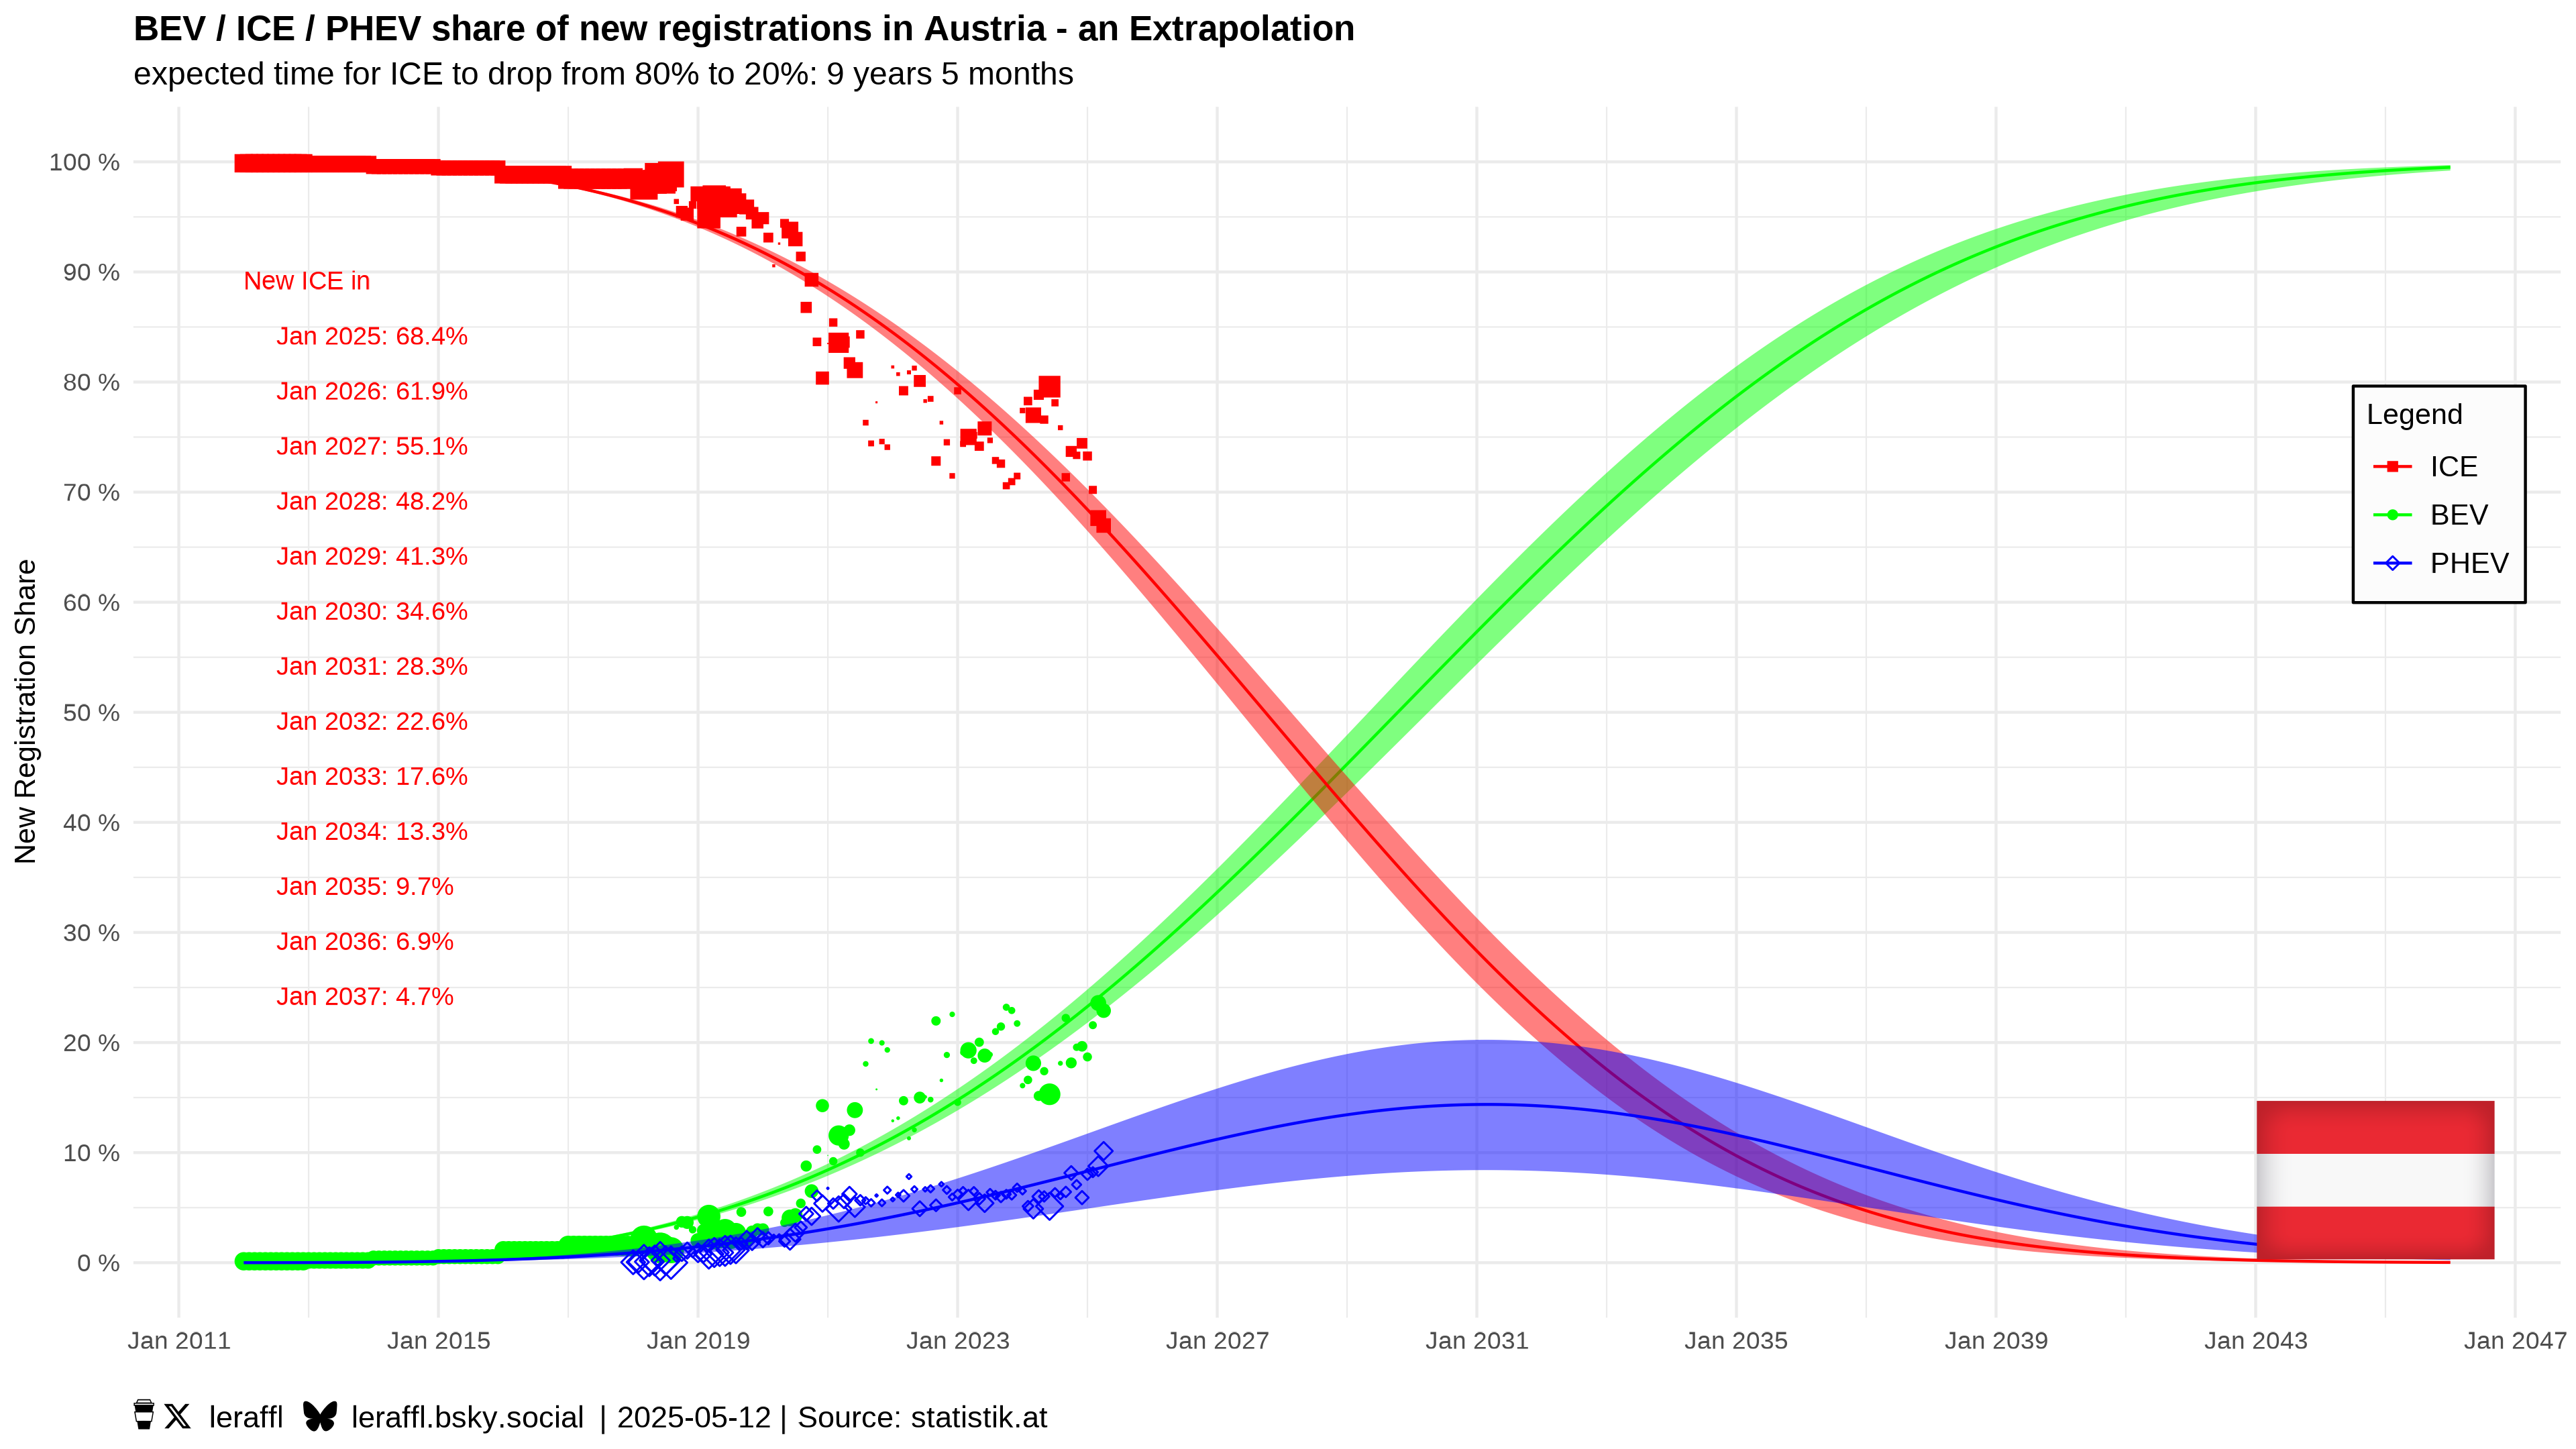 BEV / ICE / PHEV share of new registrations in Austria - an Extrapolation
expected time for ICE to drop from 80% to 20%: 9 years 5 months
New Registration Share
100 %
90 %
80 %
70 %
60 %
50 %
40 %
30 %
20 %
10 %
0 %
New ICE in
Jan 2025: 68.4%
Jan 2026: 61.9%
Jan 2027: 55.1%
Jan 2028: 48.2%
Jan 2029: 41.3%
Jan 2030: 34.6%
Jan 2031: 28.3%
Jan 2032: 22.6%
Jan 2033: 17.6%
Jan 2034: 13.3%
Jan 2035: 9.7%
Jan 2036: 6.9%
Jan 2037: 4.7%
Legend
ICE
BEV
PHEV
Jan 2011 Jan 2015 Jan 2019 Jan 2023 Jan 2027 Jan 2031 Jan 2035 Jan 2039 Jan 2043 Jan 2047
leraffl leraffl.bsky.social | 2025-05-12 | Source: statistik.at